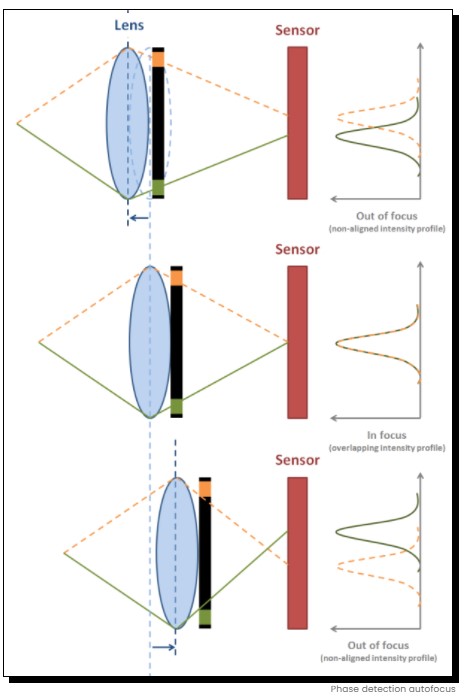 Lens
Sensor
Out of focus
(non-aligned intensity profile)
Sensor
In focus
(overlapping intensity profile)
Sensor
Out of focus
(non-aligned intensity profile)
Phase detection autofocus